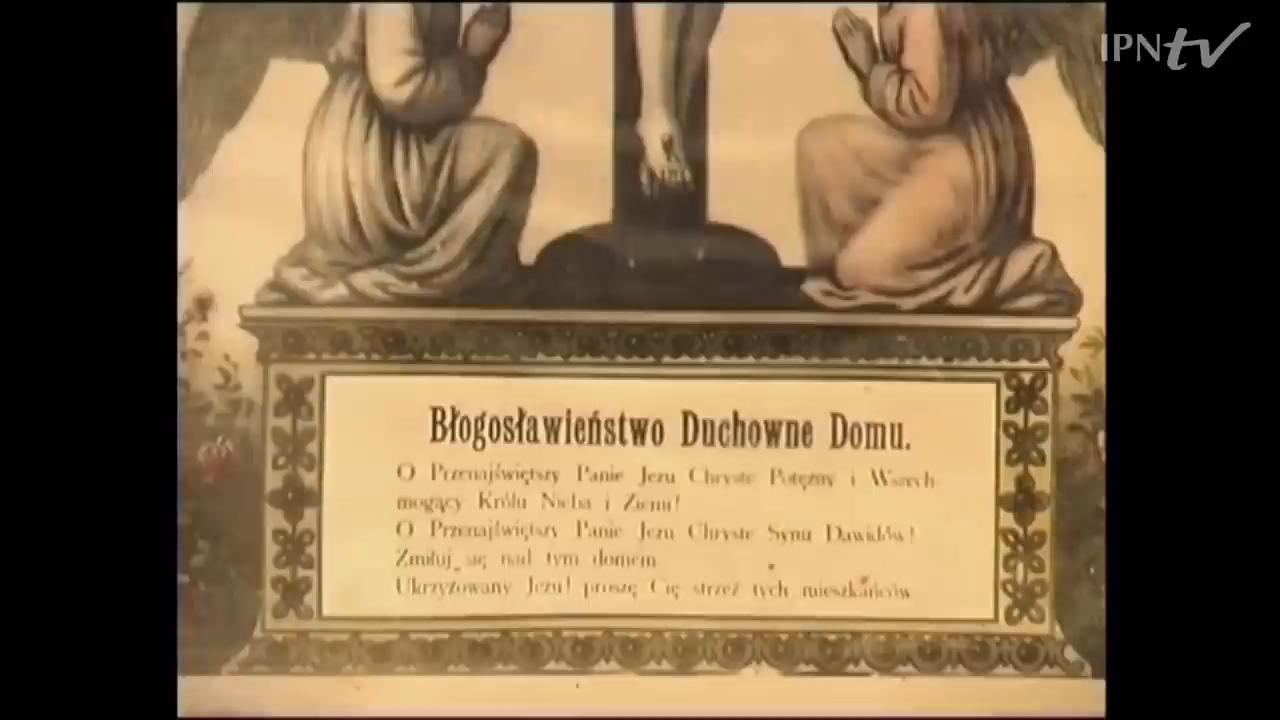 IPNtv
Błogosławieństwo Duchowne Domu.
O Przenajświętszy Panie Jezu Chryste Potężny i Wszech-
mogący Królu Nieba i Ziemi!
O Przenajświętszy Panie Jezu Chryste Synu Dawidów!
Zmiłuj się nad tym domem.
Ukrzyżowany Jezu! proszę Cię strzeż tych mieszkańców